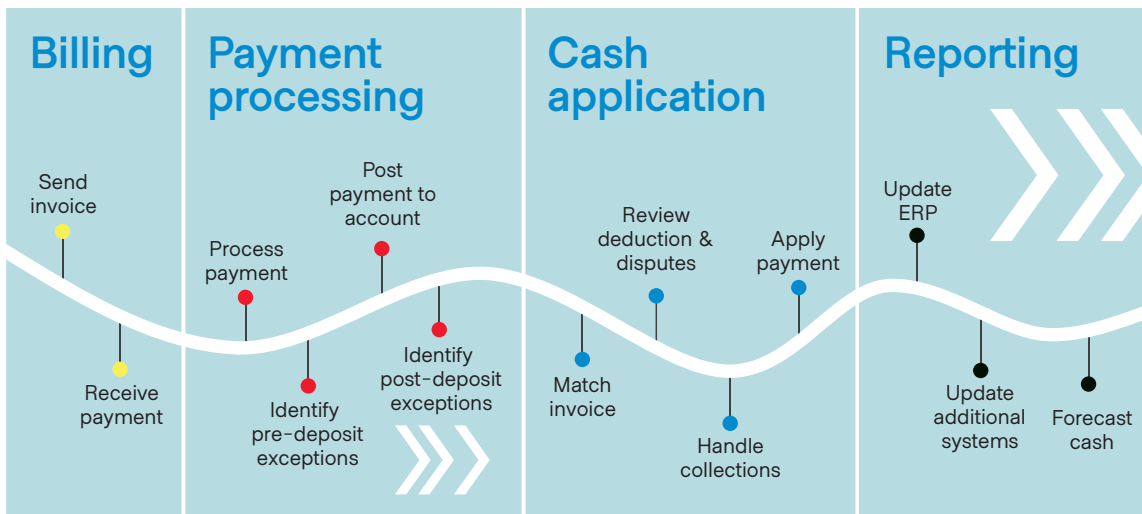 Billing
Send
invoice
Receive
payment
Payment
processing
Process
payment
Identify
pre-deposit
exceptions
Post
payment to
account
Identify
post-deposit
exceptions
Cash
application
Match
invoice
Review
deduction &
disputes
Handle
collections
Apply
payment
Reporting
Update
ERP
Update
additional
systems
Forecast
cash